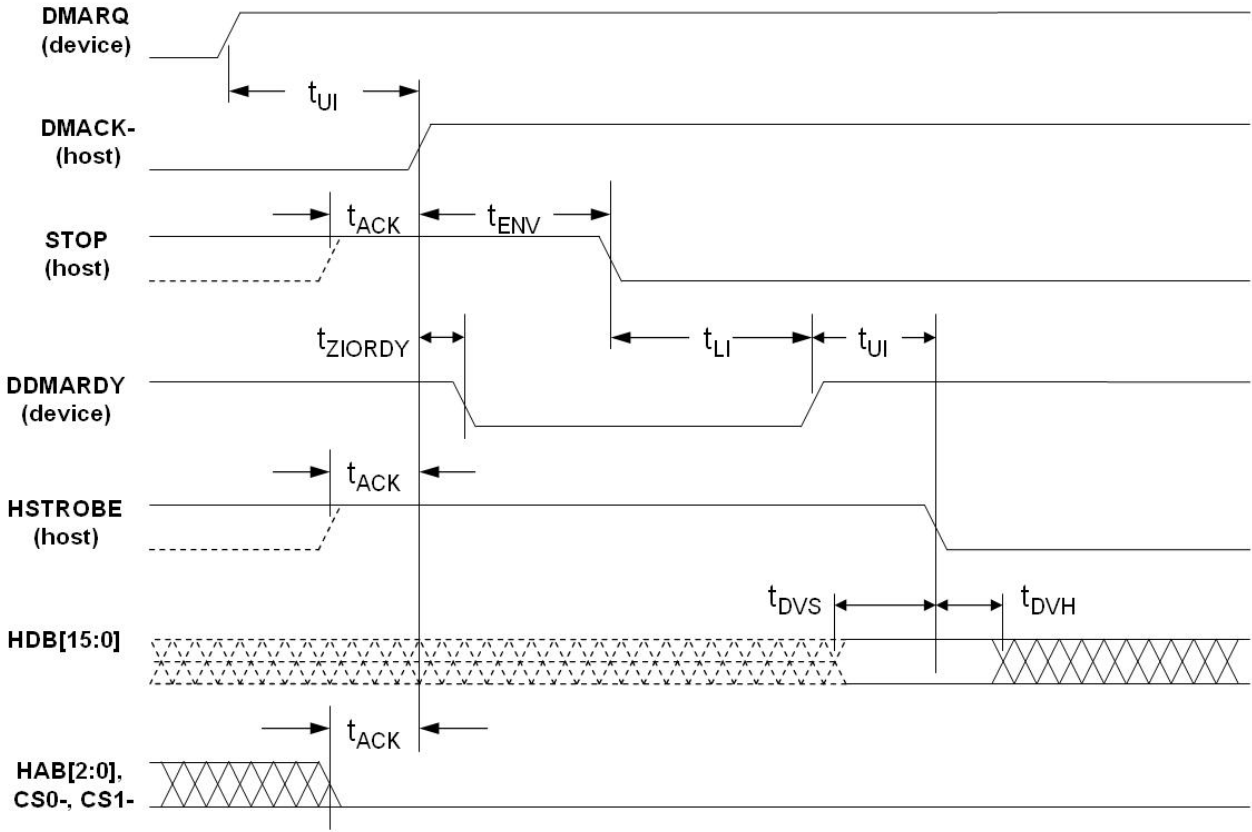 DMARQ
(device)
tUI
DMACK-
(host)
tACK
tENV
STOP
(host)
tZIORDY
tLI
tUI
DDMARDY
(device)
tACK
HSTROBE
(host)
tDVS
tDVH
HDB[15:0]
tACK
HAB[2:0],
CS0-, CS1-